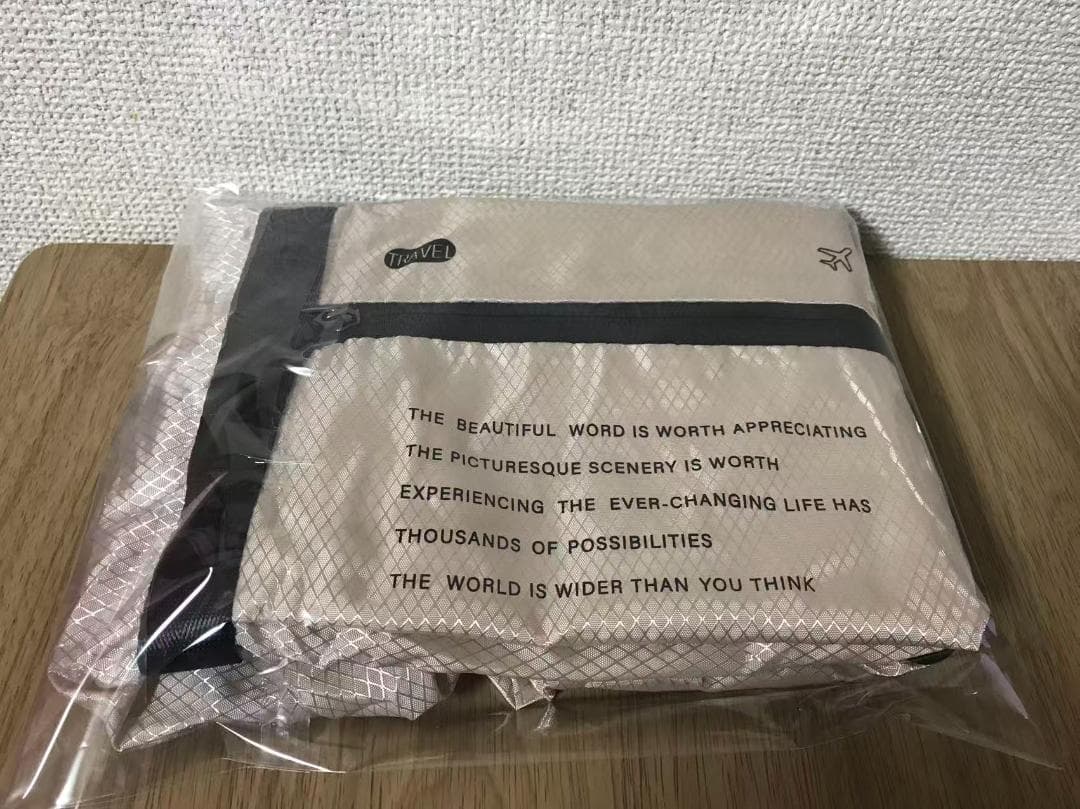 TRAVEL
THE BEAUTIFUL WORD IS WORTH APPRECIATING
THE PICTURESQUE SCENERY IS WORTH
EXPERIENCING THE EVER-CHANGING LIFE HAS
THOUSANDS OF POSSIBILITIES
THE WORLD IS WIDER THAN YOU THINK